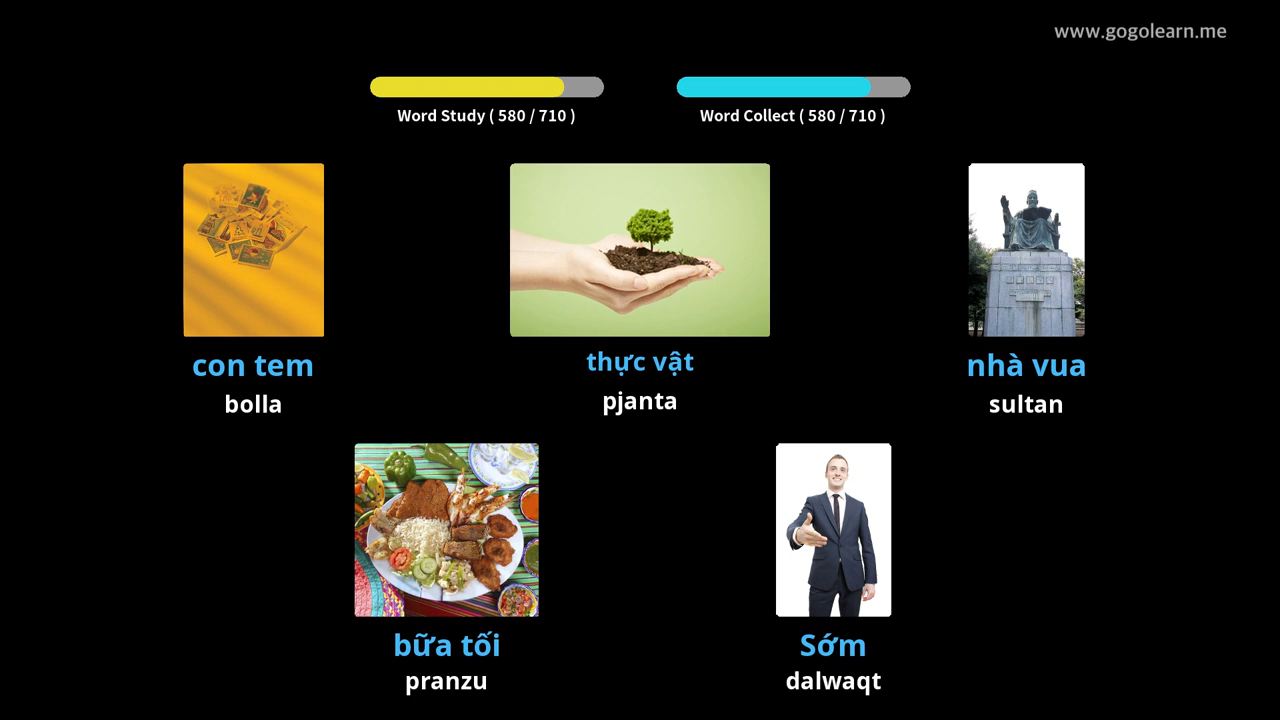 www.gogolearn.me
Word Study ( 580 / 710 )
Word Collect ( 580 / 710 )
con tem
bolla
thực vật
pjanta
nhà vua
sultan
bữa tối
pranzu
Sớm
dalwaqt